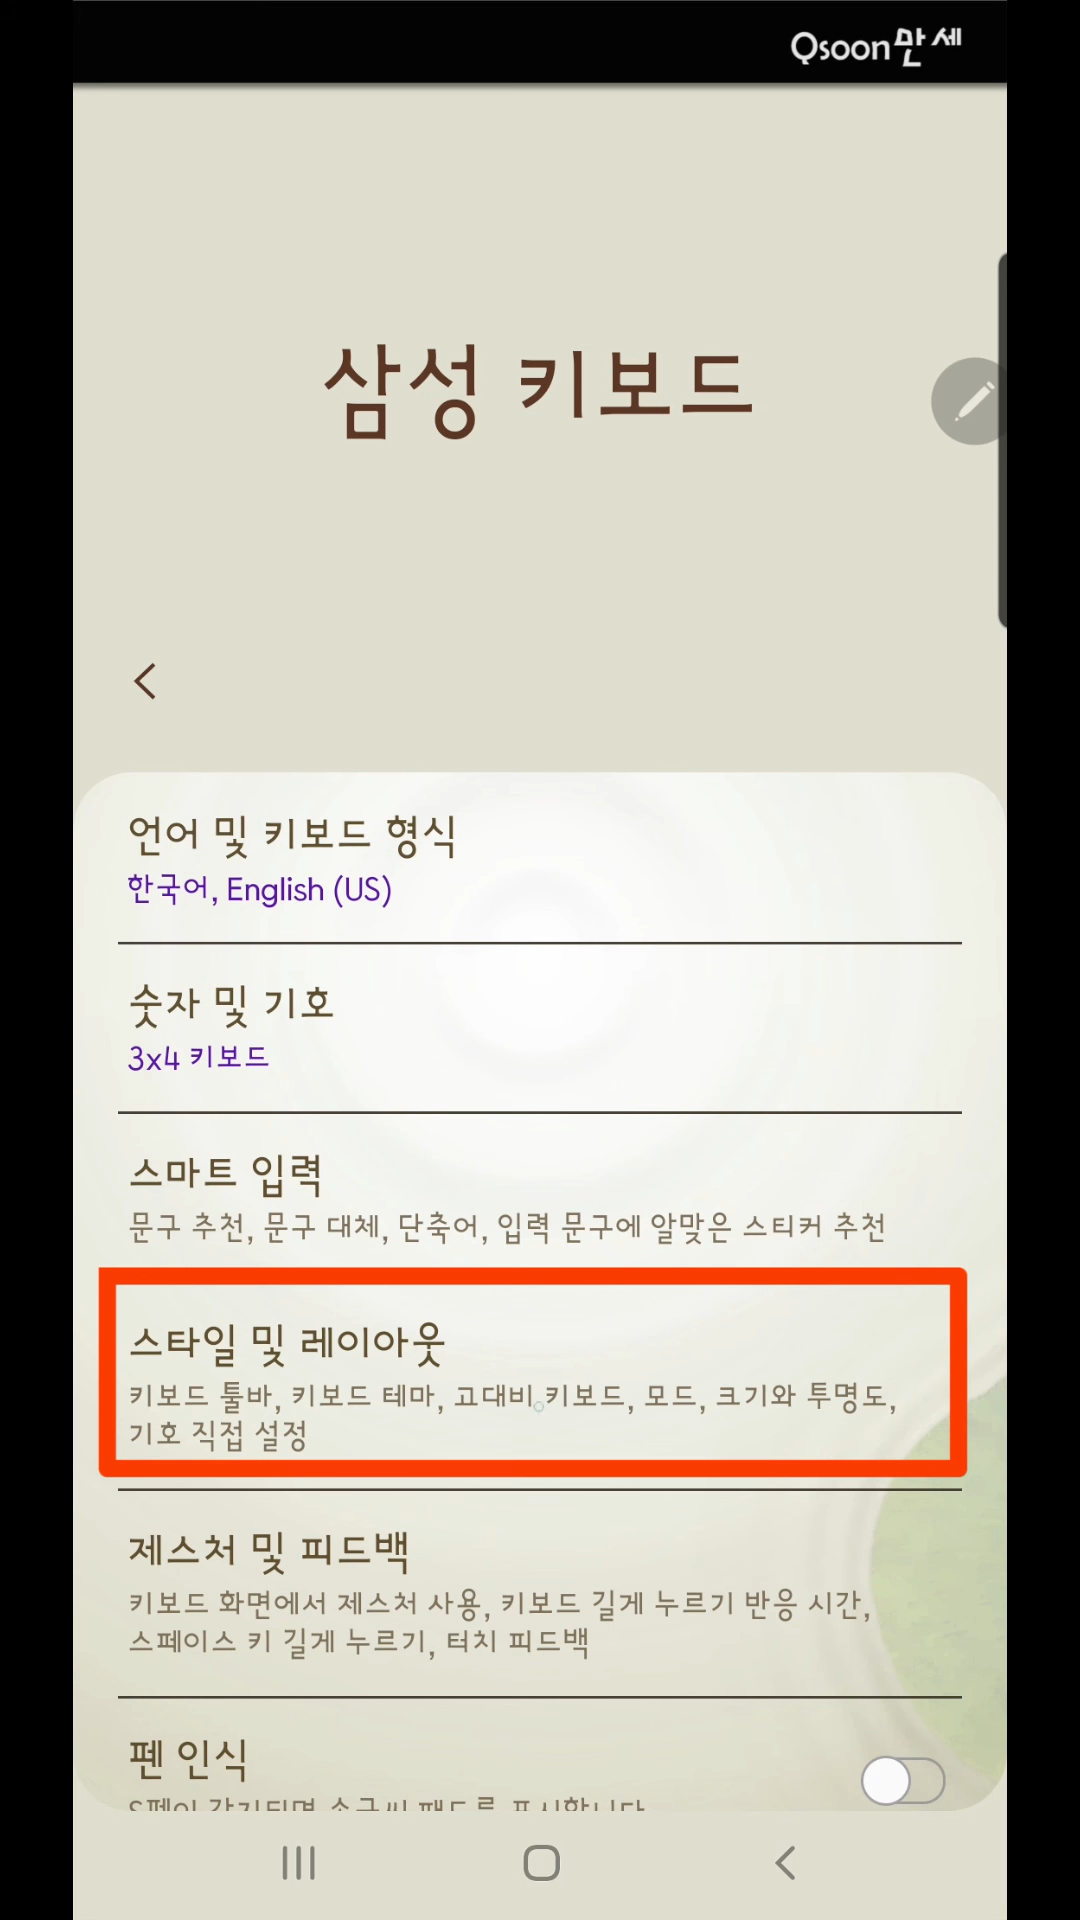 Qsoon만세
삼성 키보드
언어 및 키보드 형식
한국어, English (US)
숫자 및 기호
3x4 키보드
스마트 입력
문구 추천, 문구 대체, 단축어, 입력 문구에 알맞은 스티커 추천
스타일 및 레이아웃
키보드 툴바, 키보드 테마, 고대비 키보드, 모드, 크기와 투명도,
기호 직접 설정
제스처 및 피드백
키보드 화면에서 제스처 사용, 키보드 길게 누르기 반응 시간,
스페이스 키 길게 누르기, 터치 피드백
펜 인식